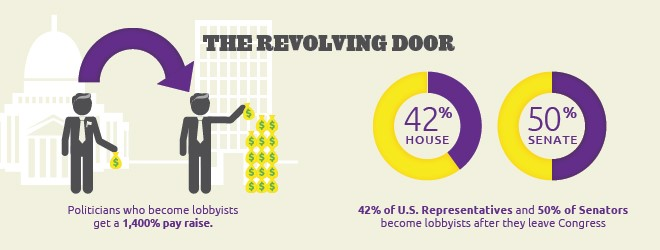 THE REVOLVING DOOR
42%
HOUSE
50%
SENATE
Politicians who become lobbyists
get a 1,400% pay raise.
42% of U.S. Representatives and 50% of Senators
become lobbyists after they leave Congress